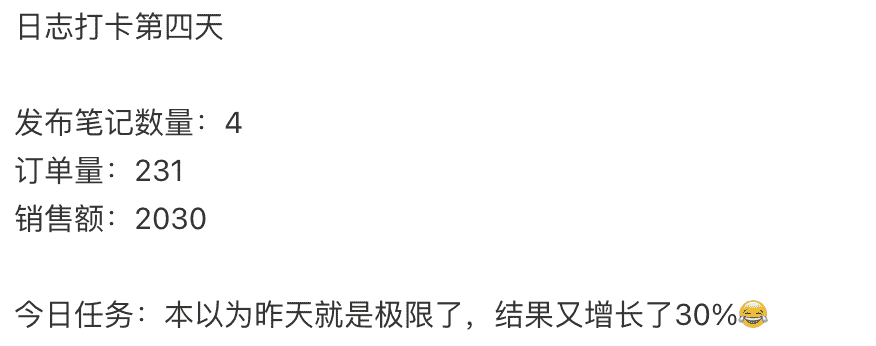 日志打卡第四天
发布笔记数量：4
订单量：231
销售额：2030
今日任务：本以为昨天就是极限了，结果又增长了30%😂